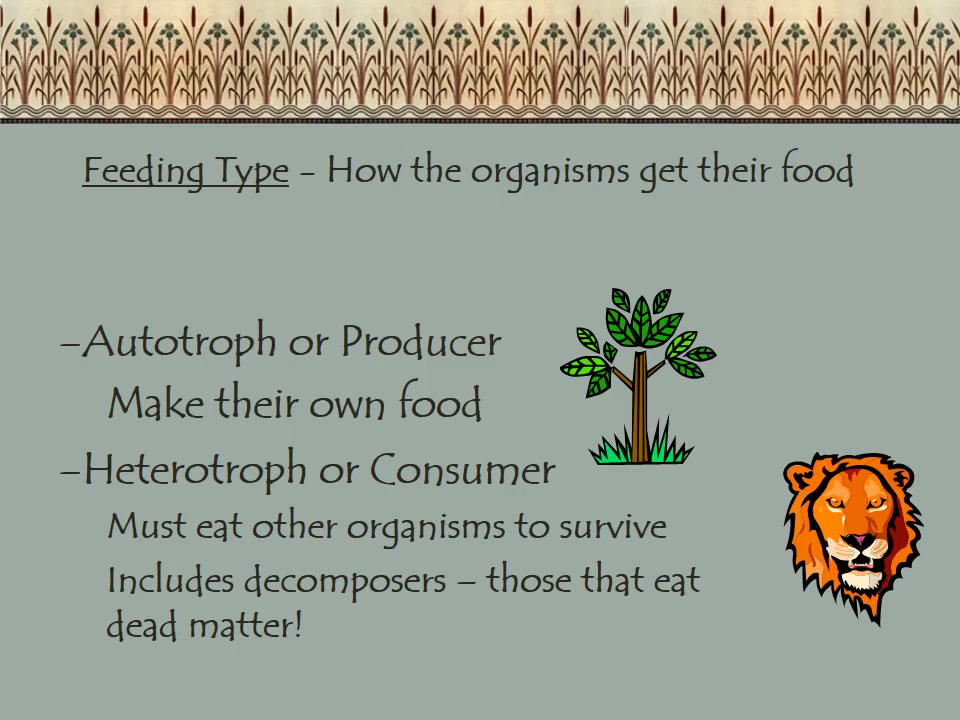 Feeding Type - How the organisms get their food
–Autotroph or Producer
Make their own food
–Heterotroph or Consumer
Must eat other organisms to survive
Includes decomposers – those that eat
dead matter!